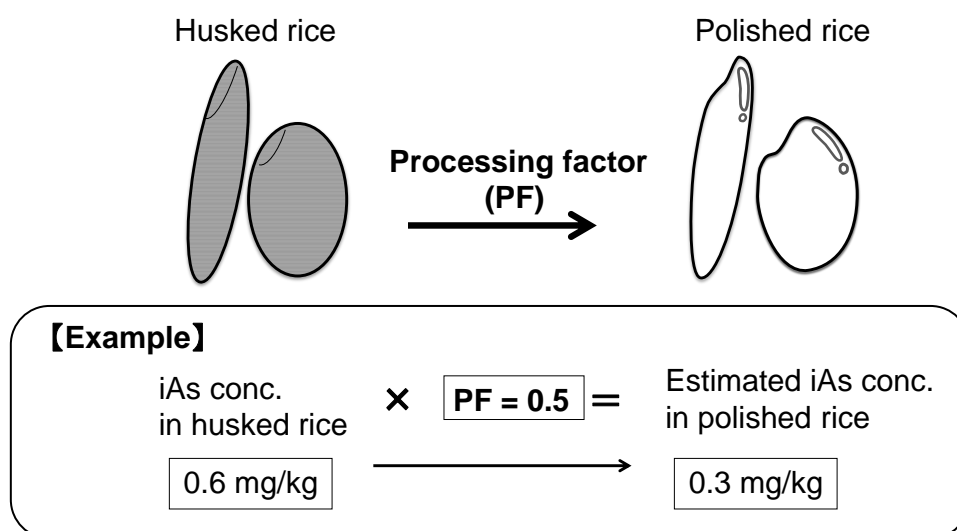 Husked rice
Polished rice
Processing factor
(PF)
【Example】
iAs conc.
in husked rice
× PF = 0.5 =
Estimated iAs conc.
in polished rice
0.6 mg/kg
0.3 mg/kg